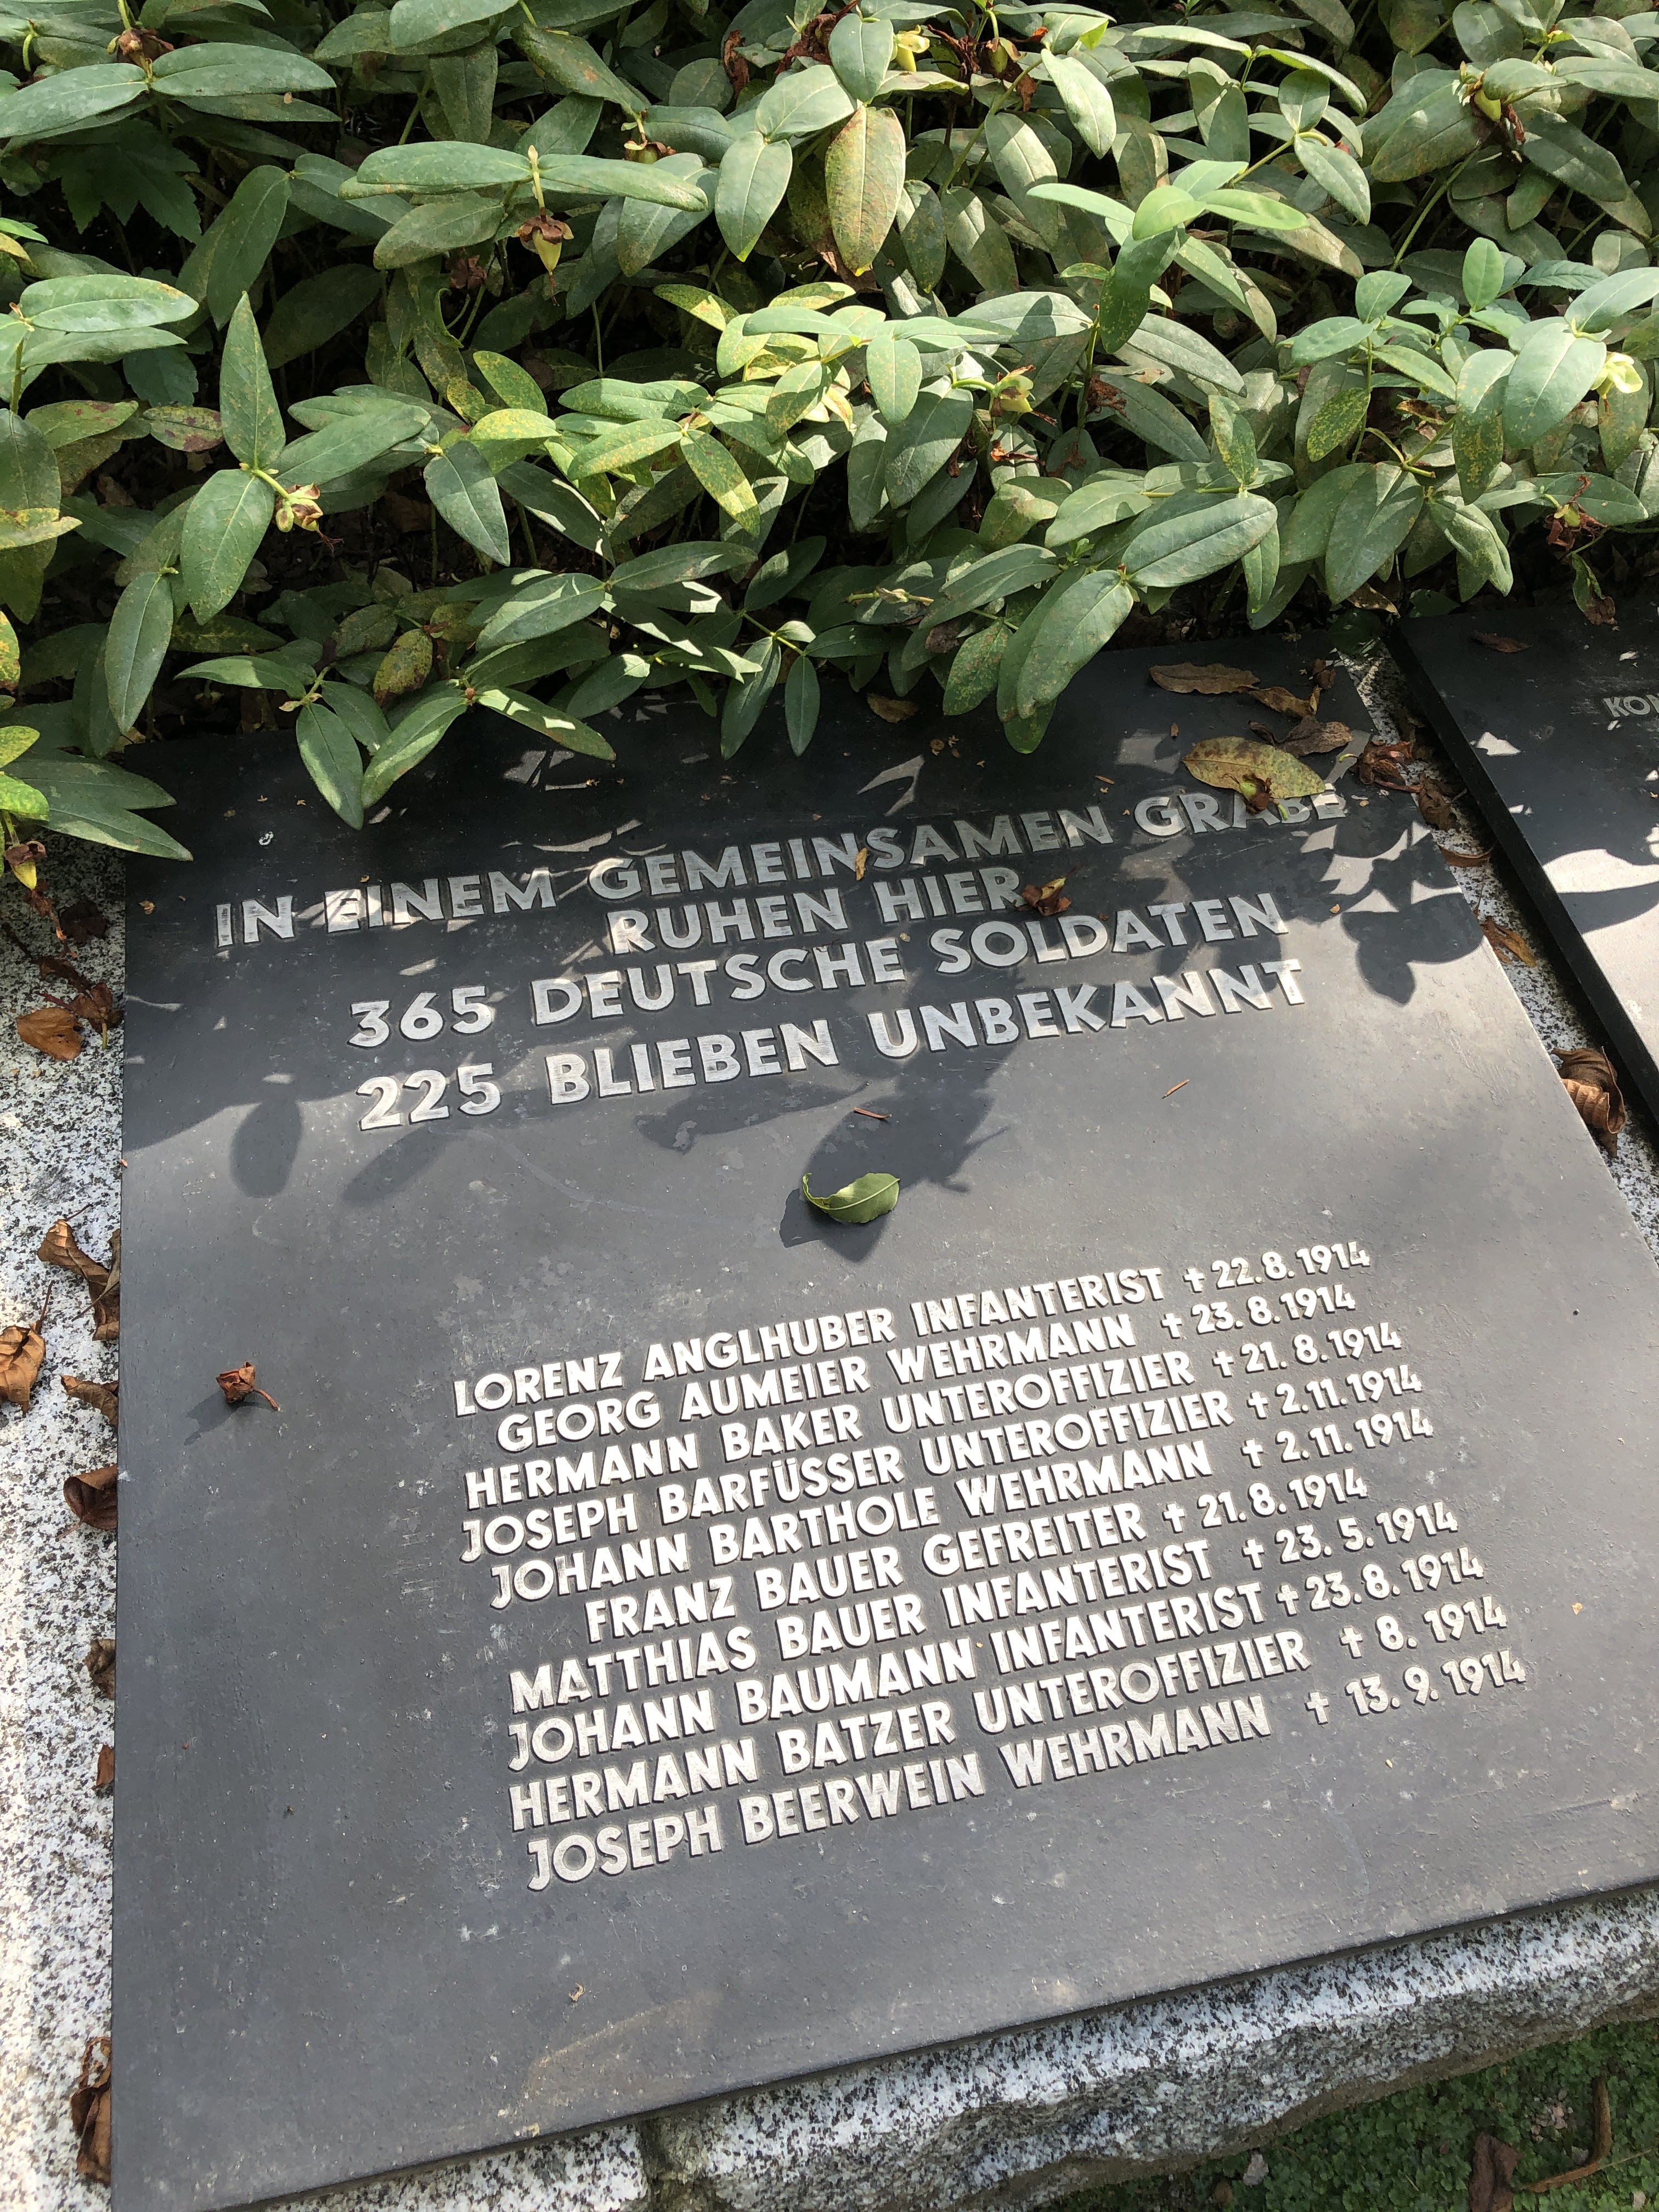 IN EINEM GEMEINSAMEN GRABE
RUHEN HIER
365 DEUTSCHE SOLDATEN
225 BLIEBEN UNBEKANNT
LORENZ ANGLHUBER INFANTERIST † 22.8.1914
GEORG AUMEIER WEHRMANN † 23.8.1914
HERMANN BAKER UNTEROFFIZIER † 21.8.1914
JOSEPH BARFÜSSER UNTEROFFIZIER † 2.11.1914
JOHANN BARTHOLE WEHRMANN † 2.11.1914
FRANZ BAUER GEFREITER † 21.8.1914
MATTHIAS BAUER INFANTERIST † 23.5.1914
JOHANN BAUMANN INFANTERIST † 23.8.1914
HERMANN BATZER UNTEROFFIZIER † 8. 1914
JOSEPH BEERWEIN WEHRMANN † 13.9.1914